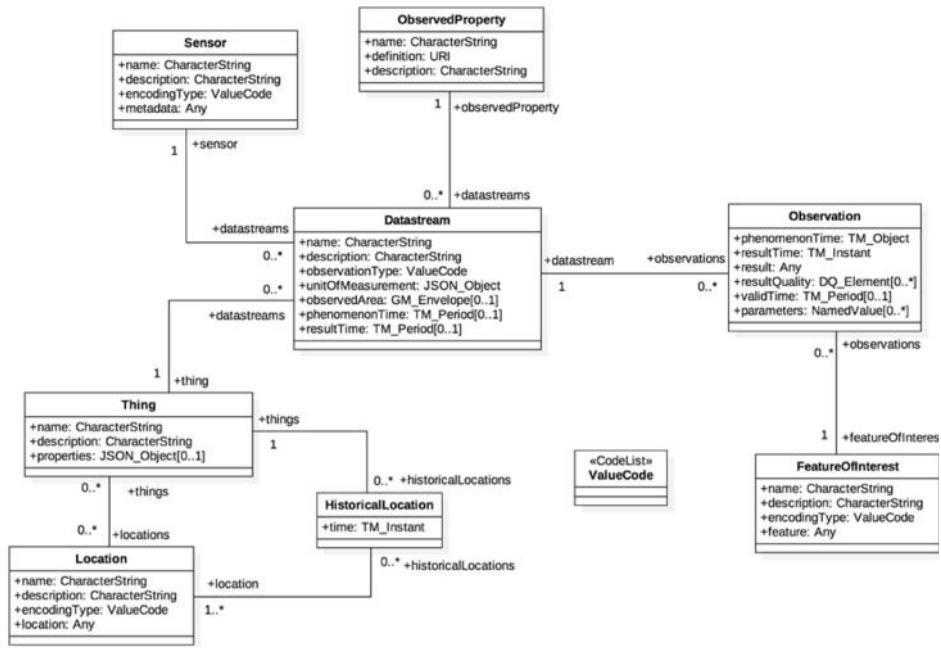 ObservedProperty
+name: CharacterString
+definition: URI
+description: CharacterString
Sensor
+name: CharacterString
+description: CharacterString
+encodingType: ValueCode
+metadata: Any
1
+observedProperty
1
+sensor
0..*
+datastreams
+datastreams
0..*
Datastream
+name: CharacterString
+description: CharacterString
+observationType: ValueCode
+unitOfMeasurement: JSON_Object
+observedArea: GM_Envelope[0..1]
+phenomenonTime: TM_Period[0..1]
+resultTime: TM_Period[0..1]
+datastream
1
+observations
0..*
Observation
+phenomenonTime: TM_Object
+resultTime: TM_Instant
+result: Any
+resultQuality: DQ_Element[0..*]
+validTime: TM_Period[0..1]
+parameters: NamedValue[0..*]
0..*
+datastreams
0..*
+observations
1
+thing
Thing
+name: CharacterString
+description: CharacterString
+properties: JSON_Object[0..1]
+things
1
0..*
+historicalLocations
HistoricalLocation
+time: TM_Instant
0..*
+historicalLocations
«CodeList»
ValueCode
1
+featureOfInteres
FeatureOfInterest
+name: CharacterString
+description: CharacterString
+encodingType: ValueCode
+feature: Any
0..*
+things
0..*
+locations
Location
+name: CharacterString
+description: CharacterString
+encodingType: ValueCode
+location: Any
+location
1..*